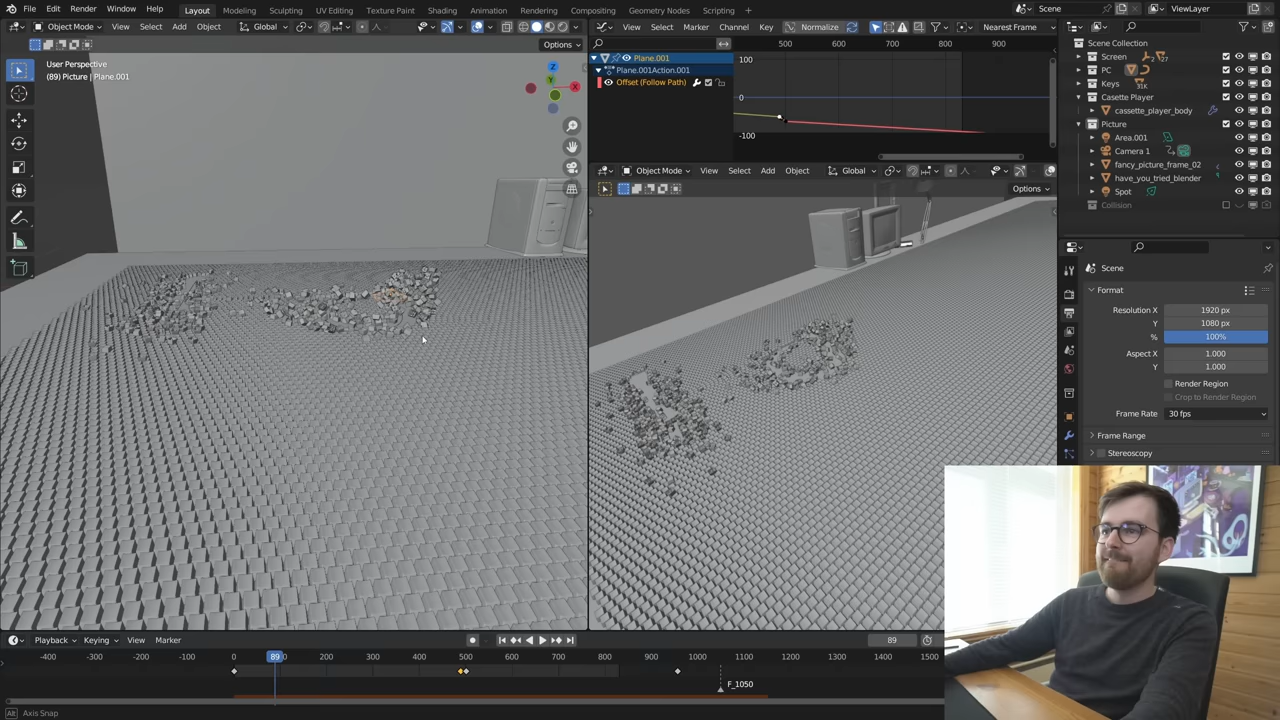 File Edit Render Window Help Layout Modeling Sculpting UV Editing Texture Paint Shading Animation Rendering Compositing Geometry Nodes Scripting Scene ViewLayer
Object Mode View Select Add Object Global
View Select Marker Channel Key Normalize Nearest Frame
Options
User Perspective
(89) Picture | Plane.001
Z
Y
X
500 600 700 800 900
Plane.001
Plane.001Action.001
Offset (Follow Path)
100
0
-100
Object Mode View Select Add Object Global
Options
Scene Collection
Screen
PC
Keys 31K
Casette Player
cassette_player_body
Picture
Area.001
Camera 1
fancy_picture_frame_02
have_you_tried_blender
Spot
Collision
Scene
Format
Resolution X 1920 px
Y 1080 px
% 100%
Aspect X 1.000
Y 1.000
Render Region
Crop to Render Region
Frame Rate 30 fps
Frame Range
Stereoscopy
Playback Keying View Marker 89
-400 -300 -200 -100 89 200 300 400 500 600 700 800 900 1000 1100 1200 1300 1400 1500
F_1050
Alt Axis Snap